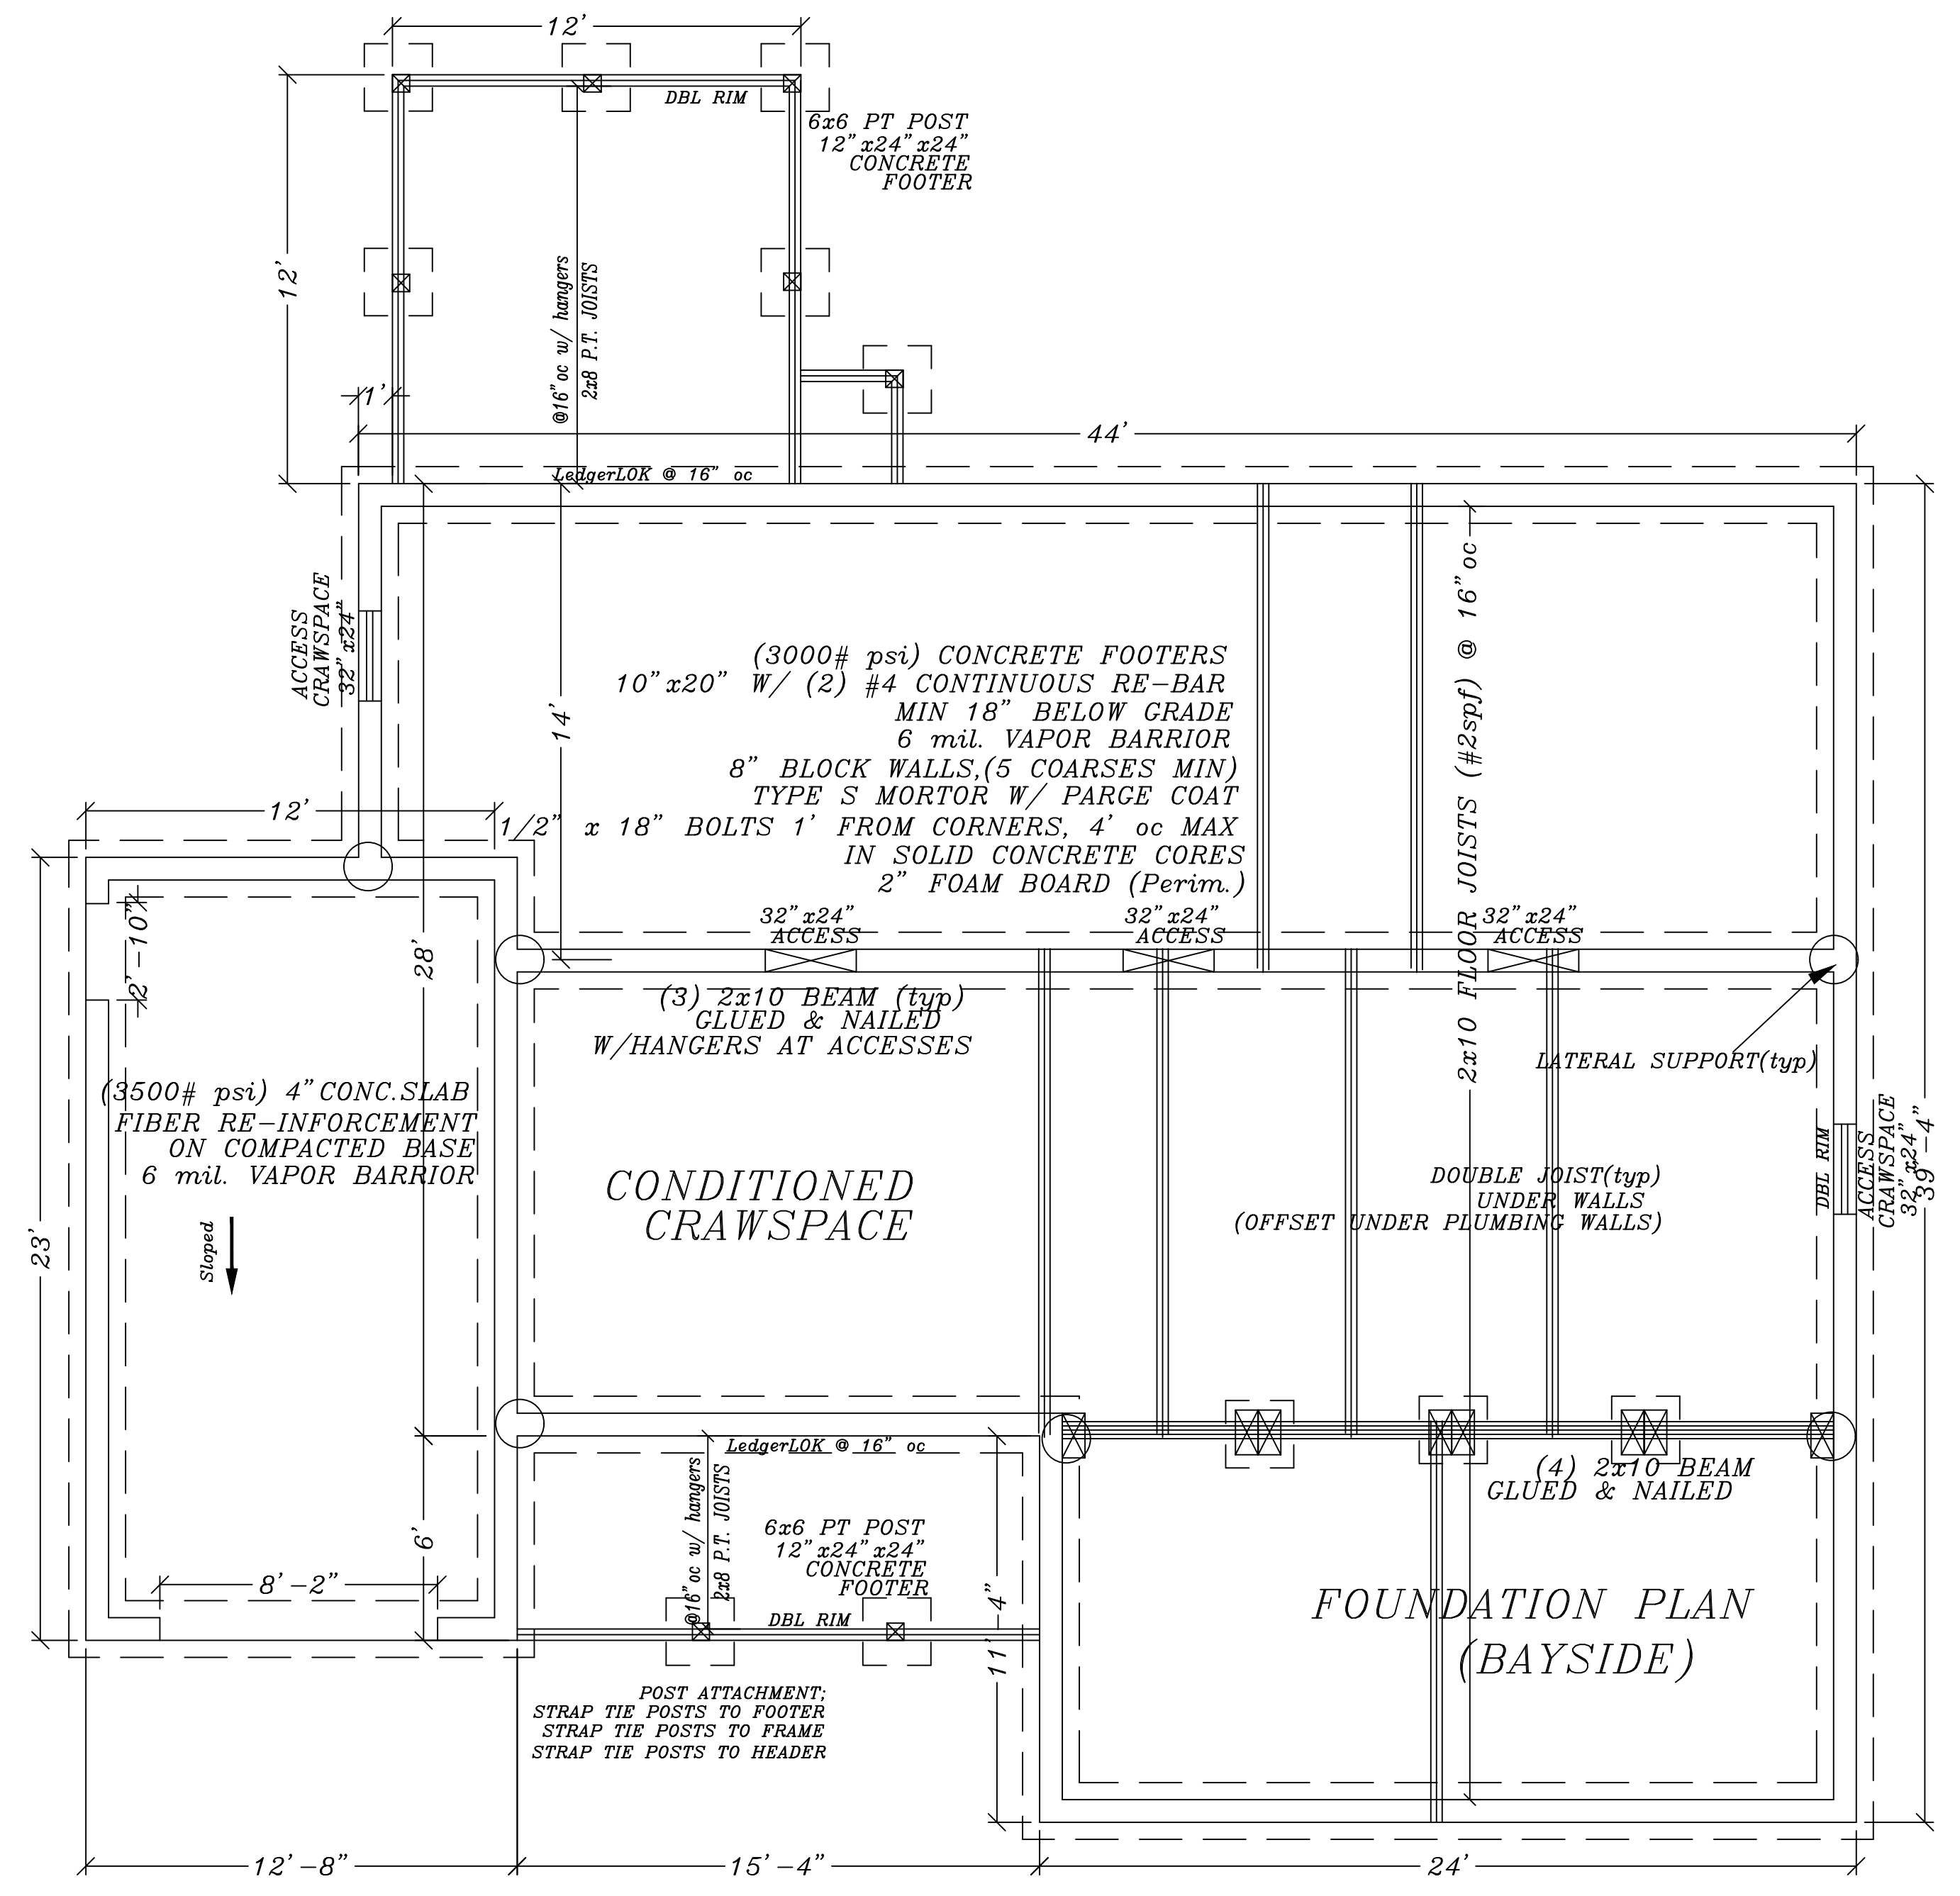 12'
DBL RIM
6x6 PT POST
12"x24"x24"
CONCRETE
FOOTER
12'
@16"oc w/ hangers
2x8 P.T. JOISTS
1'
44'
LedgerLOK @ 16" oc
ACCESS
CRAWSPACE
32"x24"
14'
(3000# psi) CONCRETE FOOTERS
10"x20" W/ (2) #4 CONTINUOUS RE-BAR
MIN 18" BELOW GRADE
6 mil. VAPOR BARRIOR
8" BLOCK WALLS,(5 COARSES MIN)
TYPE S MORTOR W/ PARGE COAT
1/2" x 18" BOLTS 1' FROM CORNERS, 4' oc MAX
IN SOLID CONCRETE CORES
2" FOAM BOARD (Perim.)
2x10 FLOOR JOISTS (#2spf) @ 16"oc
12'
2'-10"
28'
32"x24"
ACCESS
32"x24"
ACCESS
32"x24"
ACCESS
(3) 2x10 BEAM (typ)
GLUED & NAILED
W/HANGERS AT ACCESSES
LATERAL SUPPORT(typ)
(3500# psi) 4"CONC.SLAB
FIBER RE-INFORCEMENT
ON COMPACTED BASE
6 mil. VAPOR BARRIOR
Sloped
23'
CONDITIONED
CRAWSPACE
DOUBLE JOIST(typ)
UNDER WALLS
(OFFSET UNDER PLUMBING WALLS)
DBL RIM
ACCESS
CRAWSPACE
32"x24"
39'-4"
LedgerLOK @ 16" oc
@16"oc w/ hangers
2x8 P.T. JOISTS
6x6 PT POST
12"x24"x24"
CONCRETE
FOOTER
DBL RIM
(4) 2x10 BEAM
GLUED & NAILED
6'
8'-2"
11'-4"
FOUNDATION PLAN
(BAYSIDE)
POST ATTACHMENT;
STRAP TIE POSTS TO FOOTER
STRAP TIE POSTS TO FRAME
STRAP TIE POSTS TO HEADER
12'-8"
15'-4"
24'